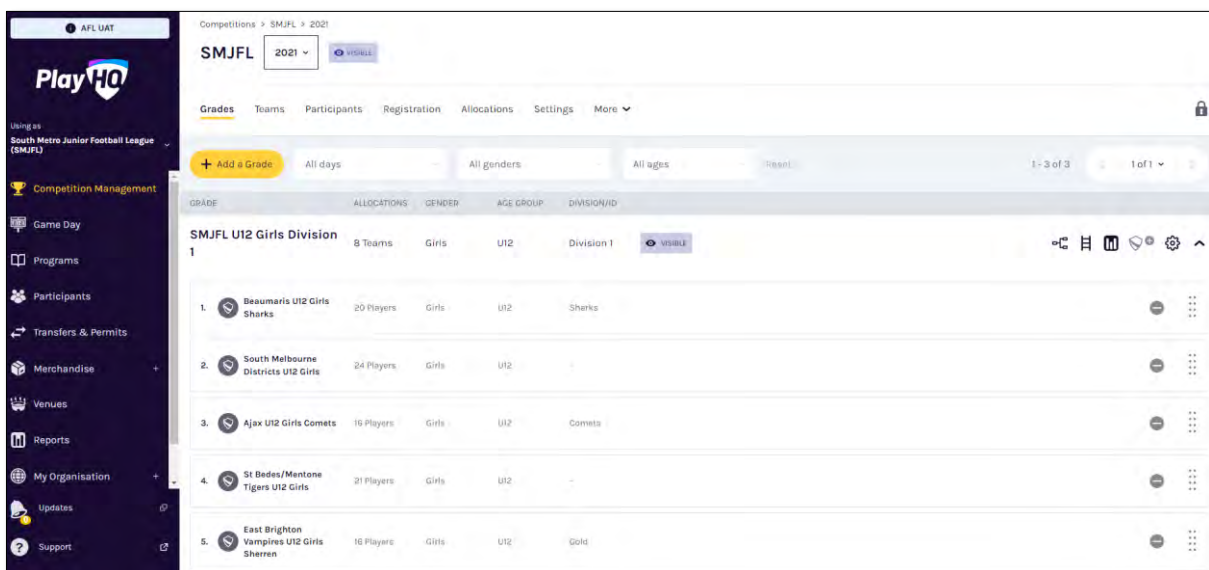 AFL UAT
PlayHQ
Using as
South Metro Junior Football League
(SMJFL)
Competition Management
Game Day
Programs
Participants
Transfers & Permits
Merchandise +
Venues
Reports
My Organisation +
Updates
0
Support
Competitions > SMJFL > 2021
SMJFL 2021 VISIBLE
Grades Teams Participants Registration Allocations Settings More
+ Add a Grade All days All genders All ages Reset 1 - 3 of 3 1 of 1
GRADE ALLOCATIONS GENDER AGE GROUP DIVISION/ID
SMJFL U12 Girls Division
1
8 Teams Girls U12 Division 1 VISIBLE
1. Beaumaris U12 Girls
Sharks
20 Players Girls U12 Sharks
2. South Melbourne
Districts U12 Girls
24 Players Girls U12 -
3. Ajax U12 Girls Comets 16 Players Girls U12 Comets
4. St Bedes/Mentone
Tigers U12 Girls
21 Players Girls U12 -
5. East Brighton
Vampires U12 Girls
Sherren
16 Players Girls U12 Gold